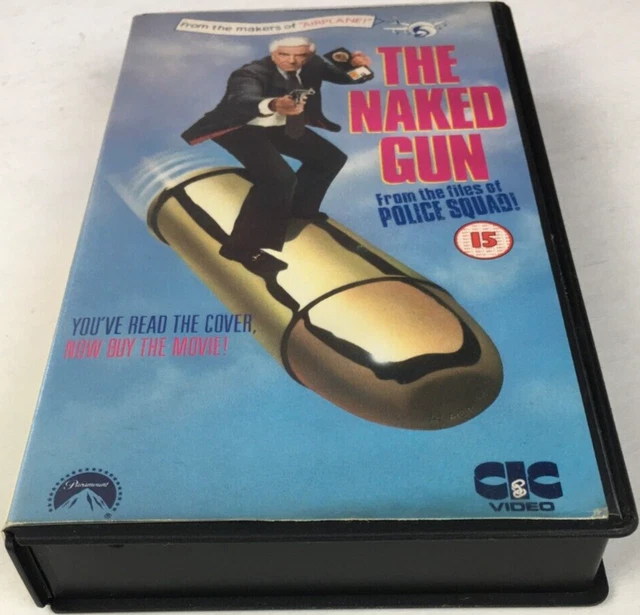 From the makers of "AIRPLANE!"
THE
NAKED
GUN
From the files of
POLICE SQUAD!
15
YOU'VE READ THE COVER,
NOW BUY THE MOVIE!
Paramount
CIC
VIDEO